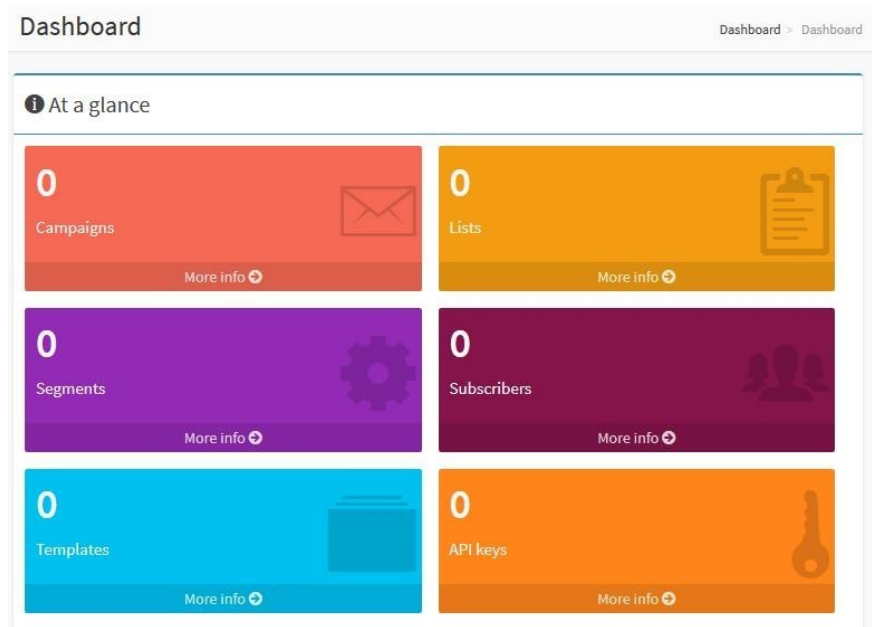 Dashboard
Dashboard > Dashboard
At a glance
0
Campaigns
More info
0
Lists
More info
0
Segments
More info
0
Subscribers
More info
0
Templates
More info
0
API keys
More info